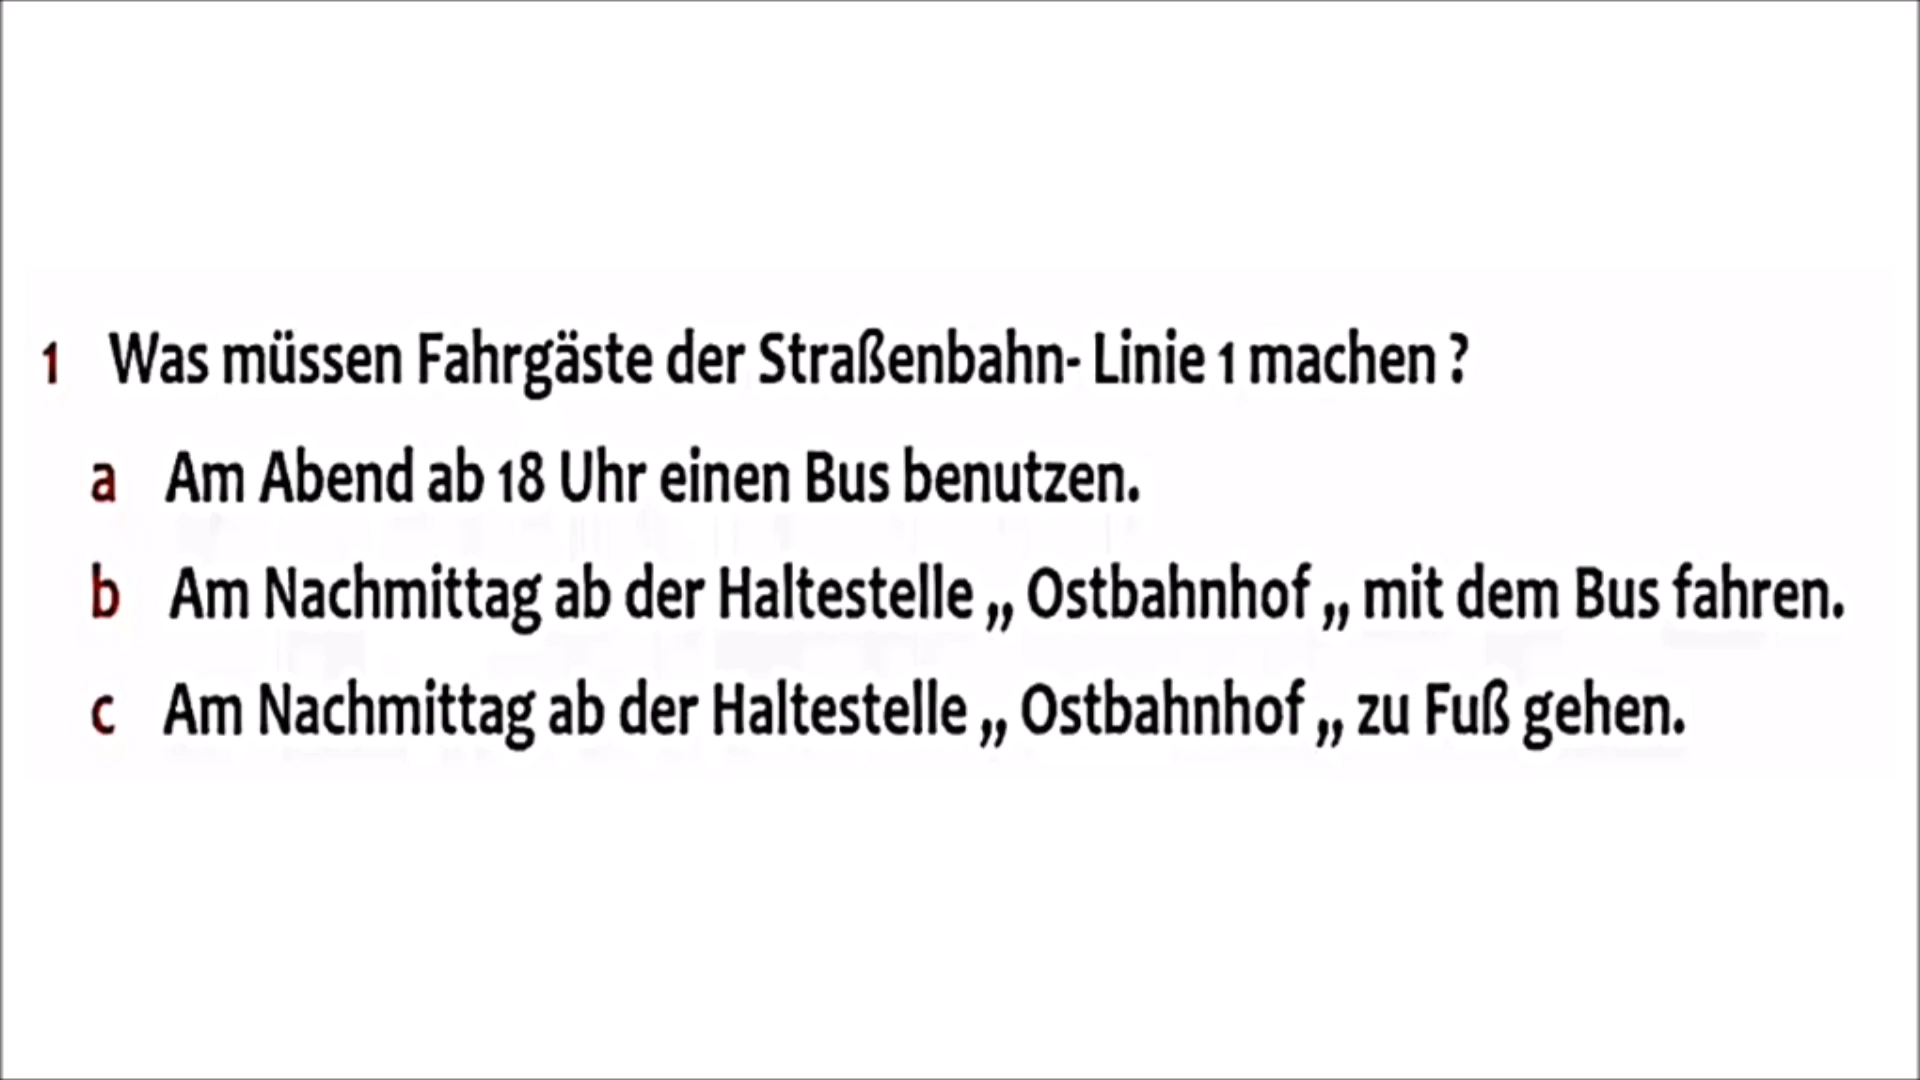 1 Was müssen Fahrgäste der Straßenbahn- Linie 1 machen ?
a Am Abend ab 18 Uhr einen Bus benutzen.
b Am Nachmittag ab der Haltestelle „ Ostbahnhof „ mit dem Bus fahren.
c Am Nachmittag ab der Haltestelle „ Ostbahnhof „ zu Fuß gehen.